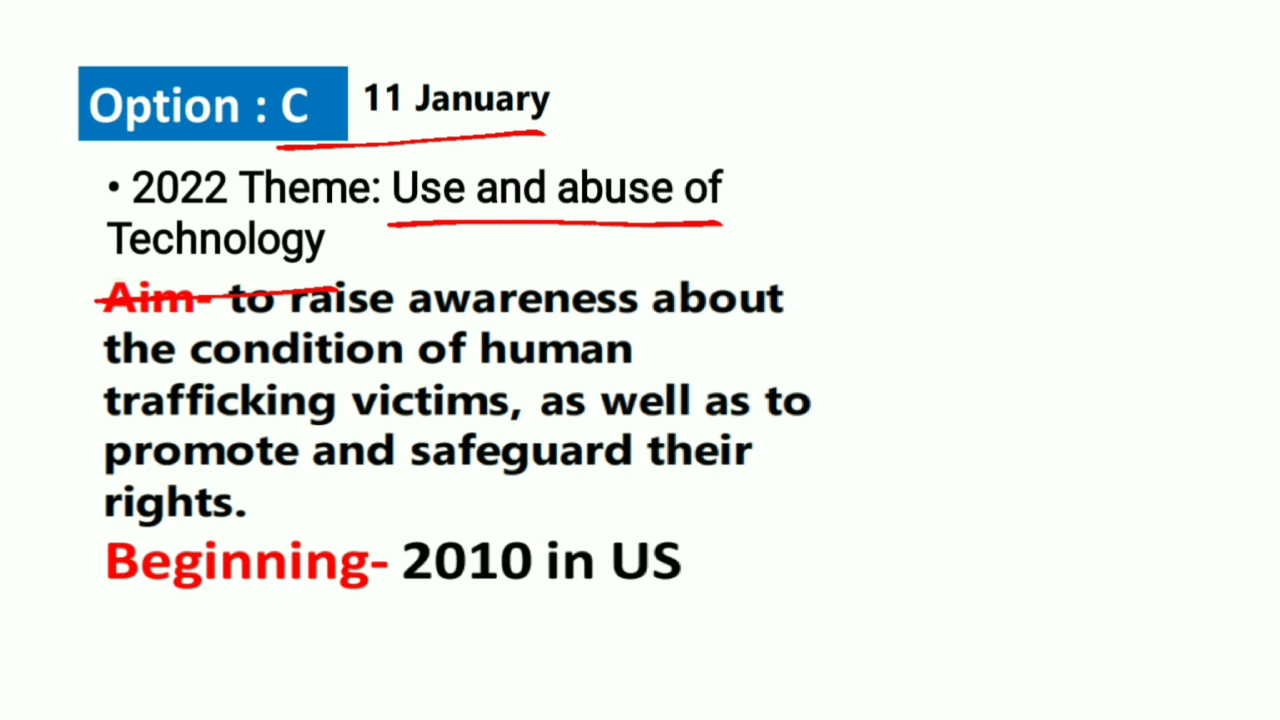 Option : C 11 January
• 2022 Theme: Use and abuse of
Technology
Aim- to raise awareness about
the condition of human
trafficking victims, as well as to
promote and safeguard their
rights.
Beginning- 2010 in US